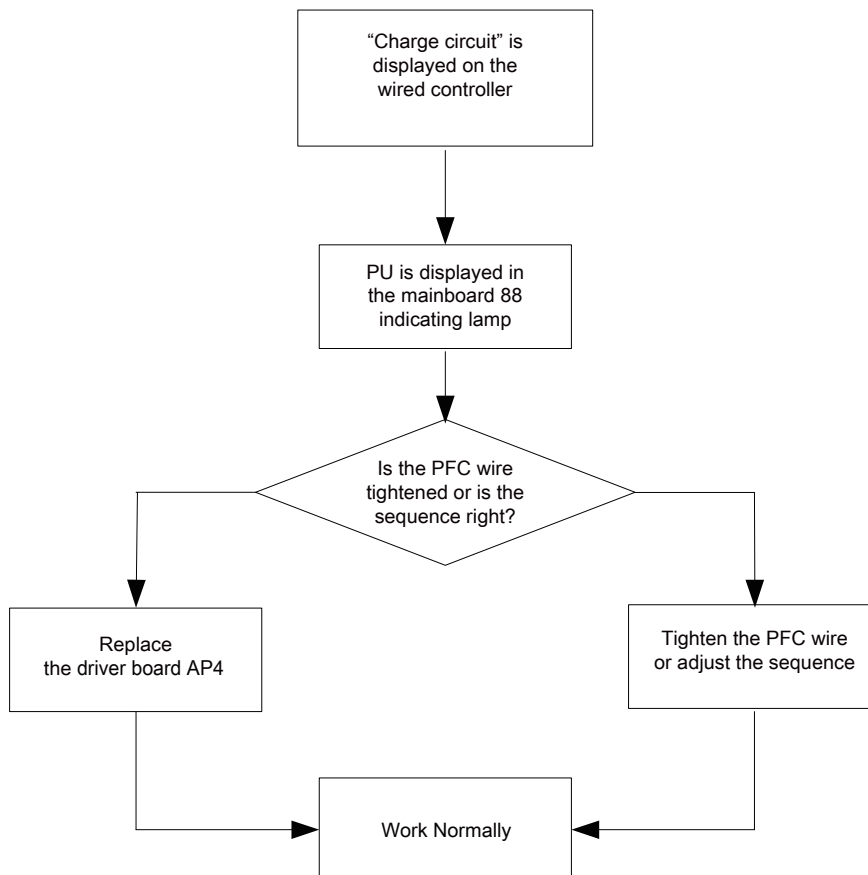 “Charge circuit” is
displayed on the
wired controller
PU is displayed in
the mainboard 88
indicating lamp
Is the PFC wire
tightened or is the
sequence right?
Replace
the driver board AP4
Tighten the PFC wire
or adjust the sequence
Work Normally